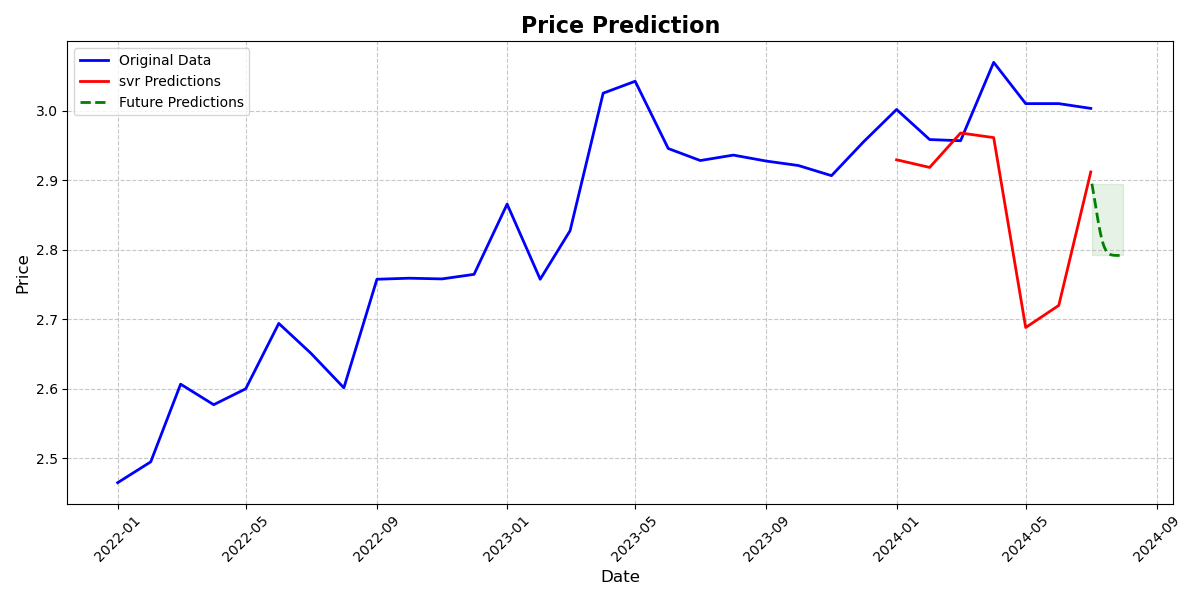 Price Prediction
Original Data
svr Predictions
Future Predictions
Price
3.0
2.9
2.8
2.7
2.6
2.5
2022-01
2022-05
2022-09
2023-01
2023-05
2023-09
2024-01
2024-05
2024-09
Date